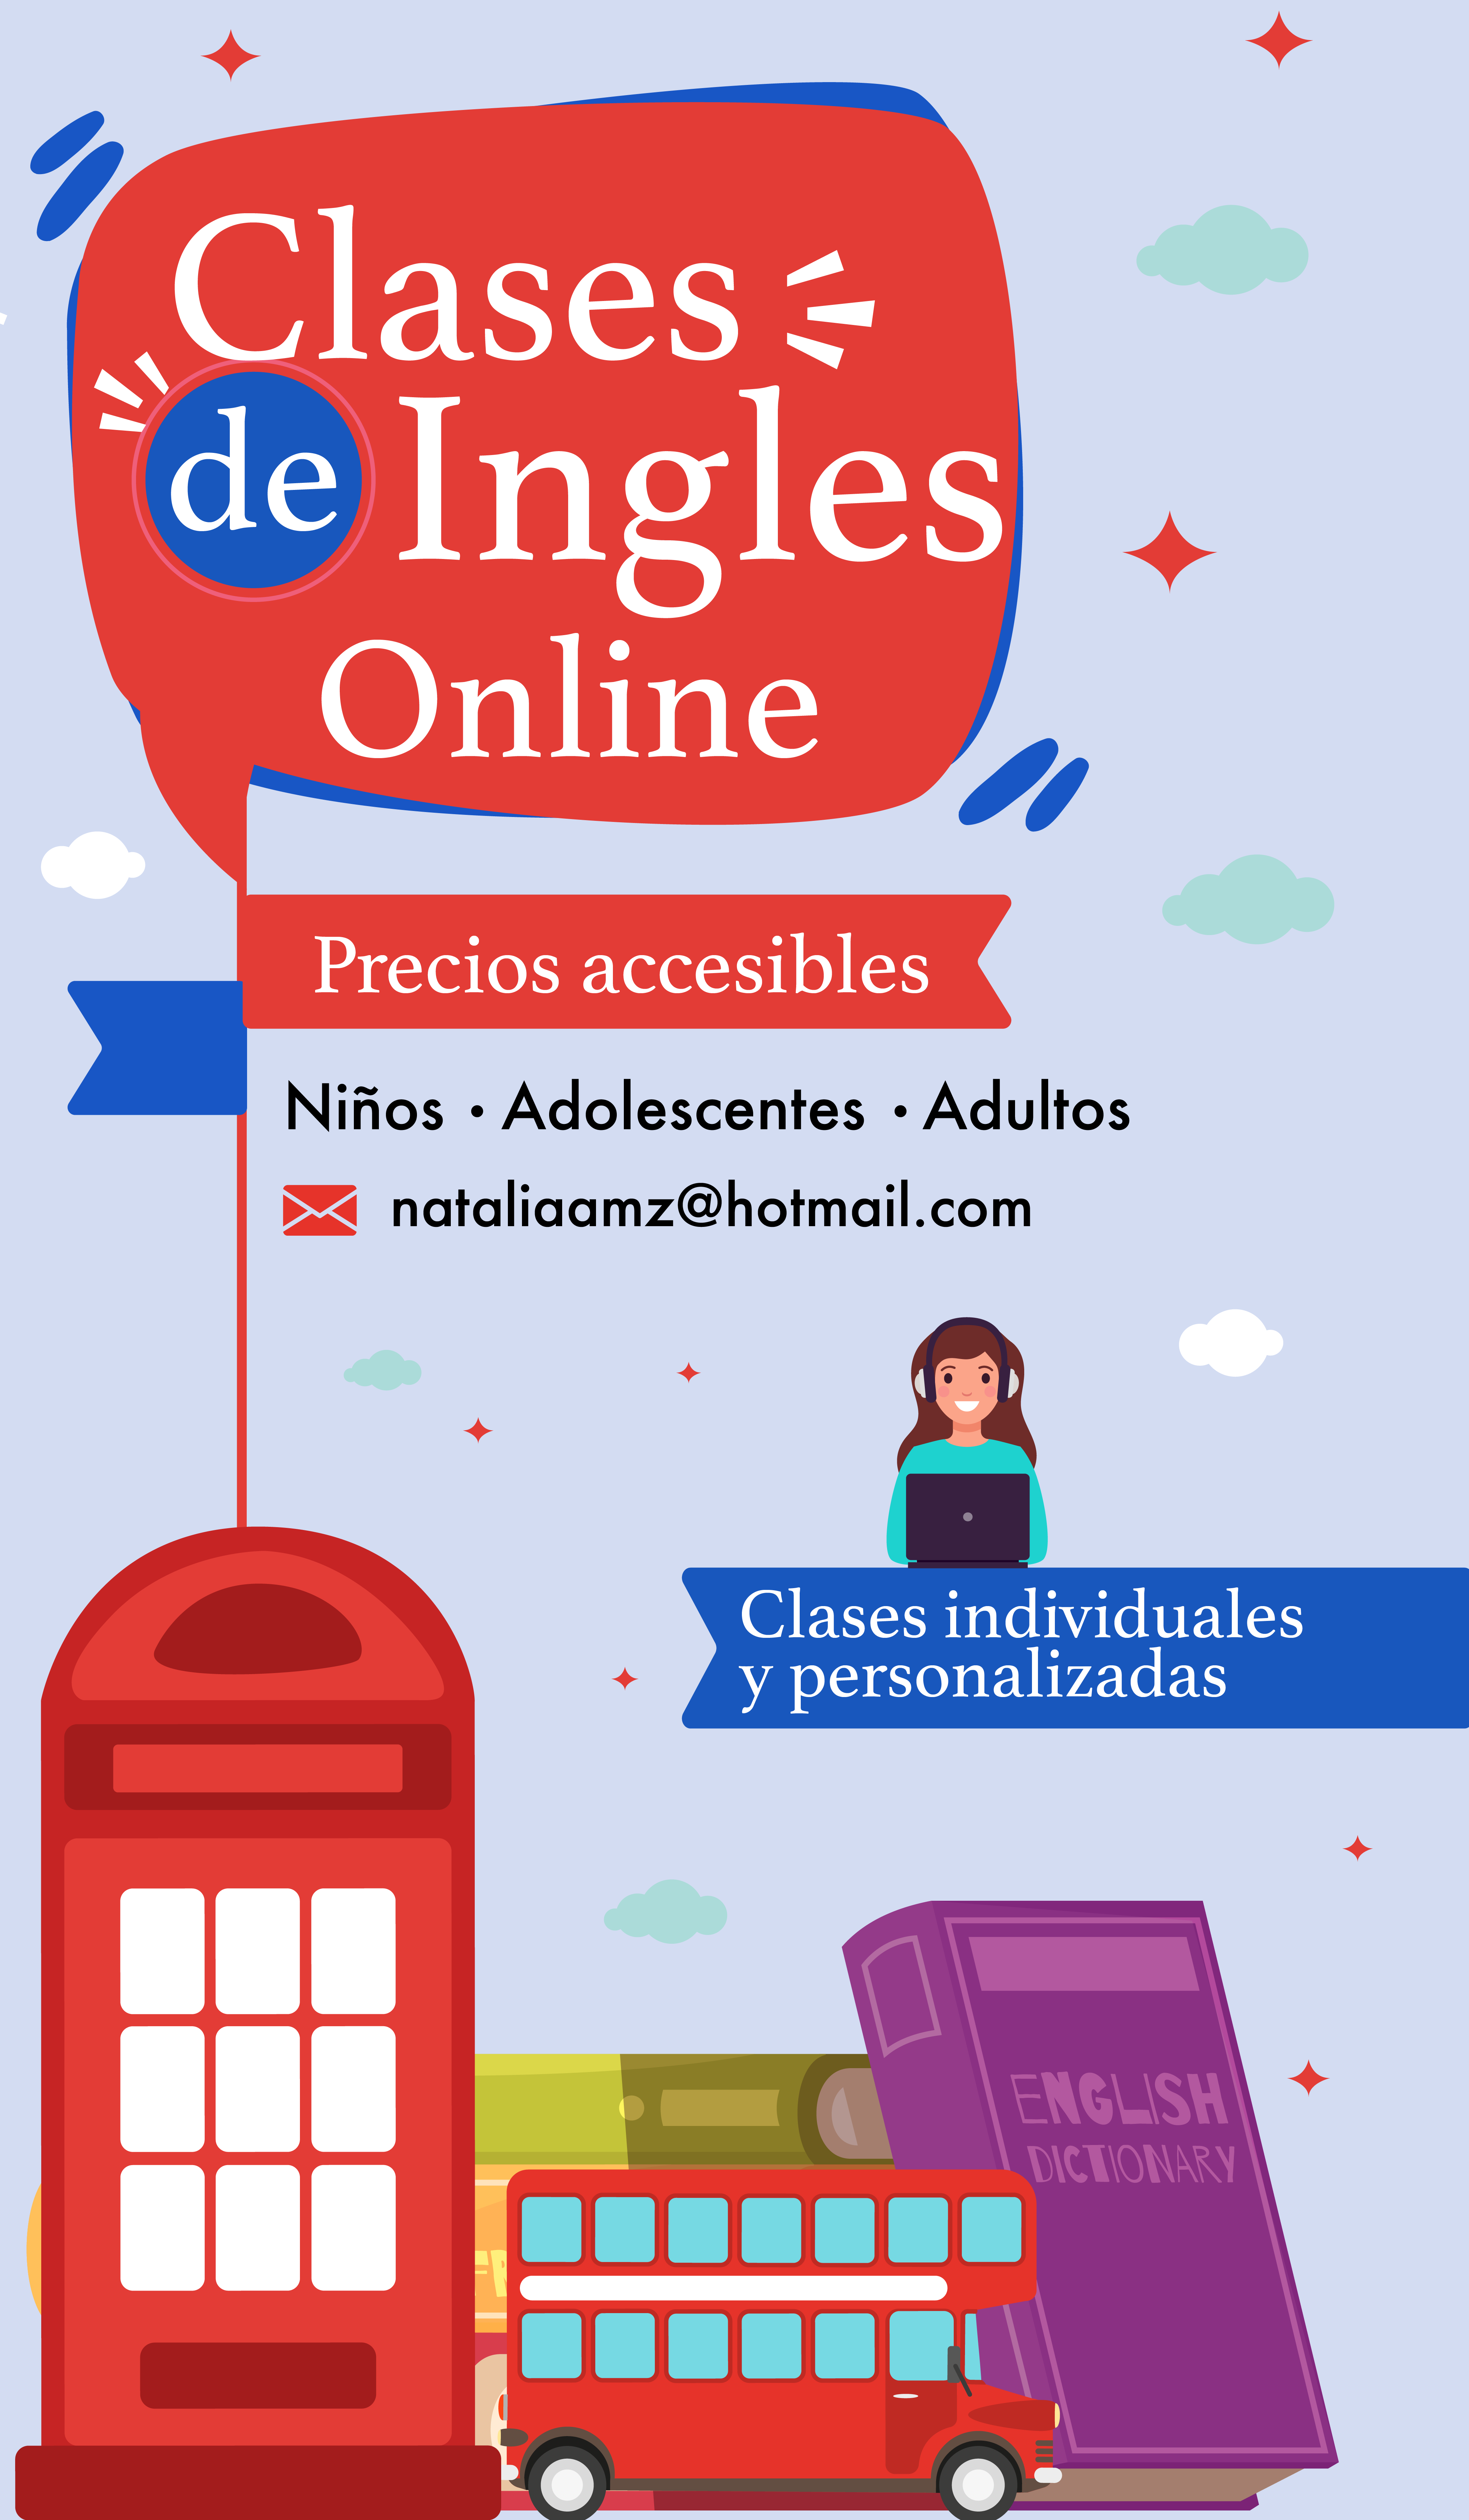 Clases
de Ingles
Online
Precios accesibles
Niños • Adolescentes • Adultos
nataliaamz@hotmail.com
Clases individuales
y personalizadas
ENGLISH
DICTIONARY